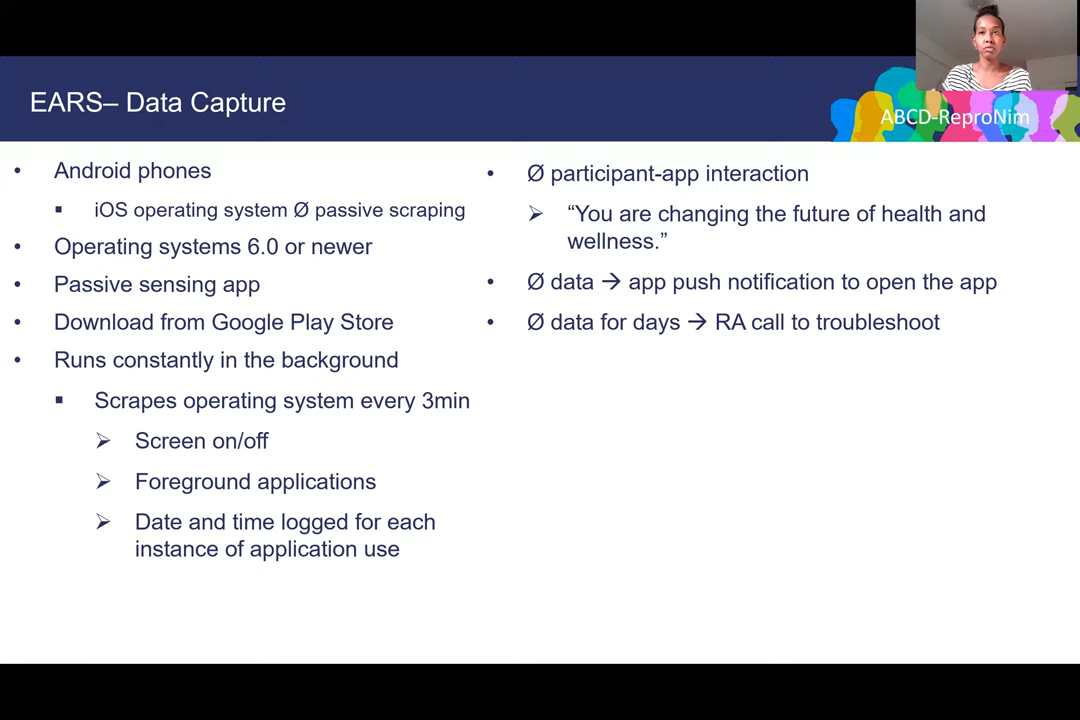 EARS– Data Capture
ABCD-ReproNim
• Android phones
▪ iOS operating system Ø passive scraping
• Operating systems 6.0 or newer
• Passive sensing app
• Download from Google Play Store
• Runs constantly in the background
▪ Scrapes operating system every 3min
➢ Screen on/off
➢ Foreground applications
➢ Date and time logged for each
instance of application use
• Ø participant-app interaction
➢ “You are changing the future of health and
wellness.”
• Ø data → app push notification to open the app
• Ø data for days → RA call to troubleshoot